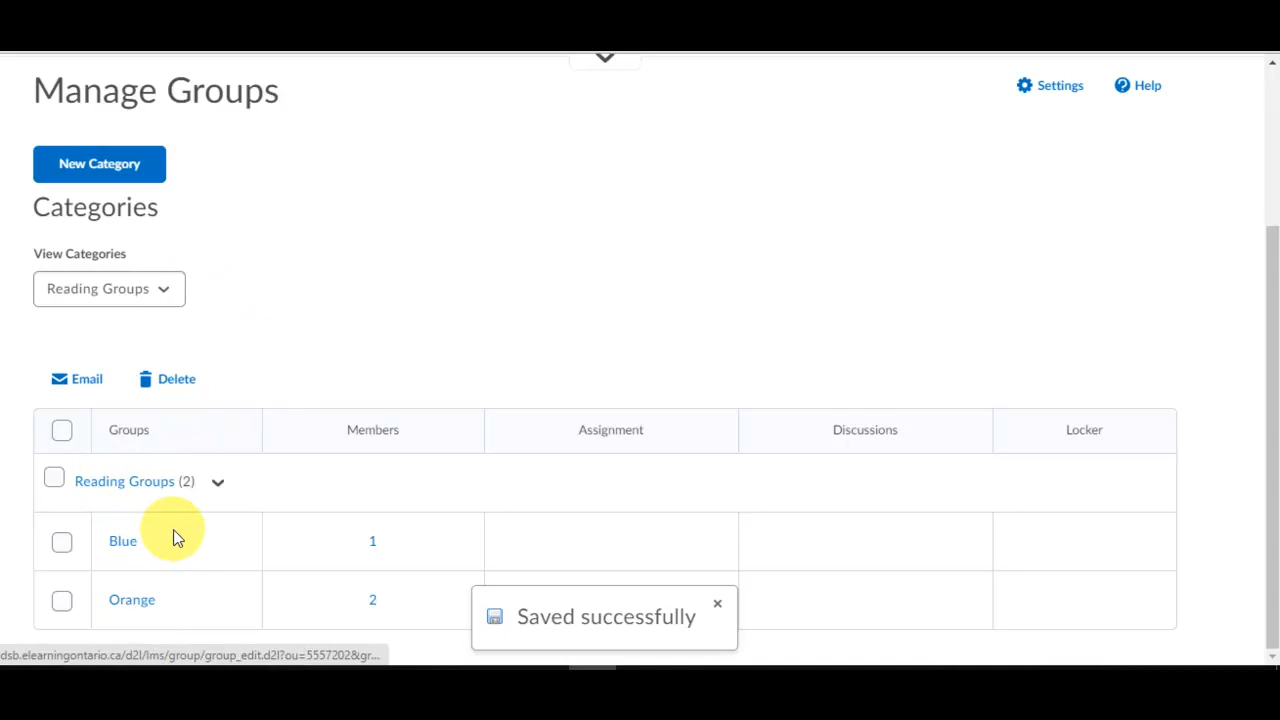 Manage Groups
Settings
Help
New Category
Categories
View Categories
Reading Groups
Email
Delete
Groups Members Assignment Discussions Locker
Reading Groups (2)
Blue 1
Orange 2
Saved successfully
dsb.elearningontario.ca/d2l/lms/group/group_edit.d2l?ou=5557202&gr...